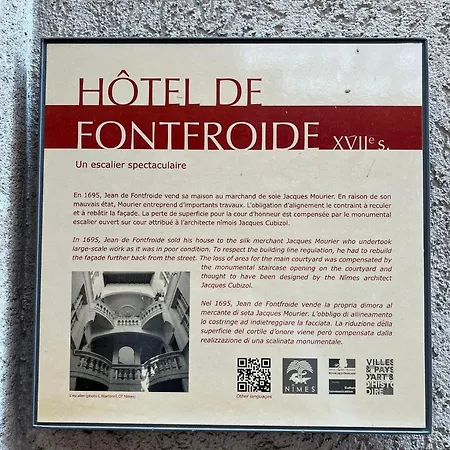 HÔTEL DE
FONTFROIDE XVIIe s.
Un escalier spectaculaire
En 1695, Jean de Fontfroide vend sa maison au marchand de soie Jacques Mourier. En raison de son
mauvais état, Mourier entreprend d'importants travaux. L'obligation d'alignement le contraint à reculer
et à rebâtir la façade. La perte de superficie pour la cour d'honneur est compensée par le monumental
escalier ouvert sur cour attribué à l'architecte nîmois Jacques Cubizol.
In 1695, Jean de Fontfroide sold his house to the silk merchant Jacques Mourier who undertook
large-scale work as it was in poor condition. To respect the building line regulation, he had to rebuild
the façade further back from the street. The loss of area for the main courtyard was compensated by
the monumental staircase opening on the courtyard and
thought to have been designed by the Nîmes architect
Jacques Cubizol.
Nel 1695, Jean de Fontfroide vende la propria dimora al
mercante di seta Jacques Mourier. L'obbligo di allineamento
lo costringe ad indietreggiare la facciata. La riduzione della
superficie del cortile d'onore viene però compensata dalla
realizzazione di una scalinata monumentale.
NÎMES
VILLES
& PAYS
D'ART &
D'HISTO
IRE
Other languages